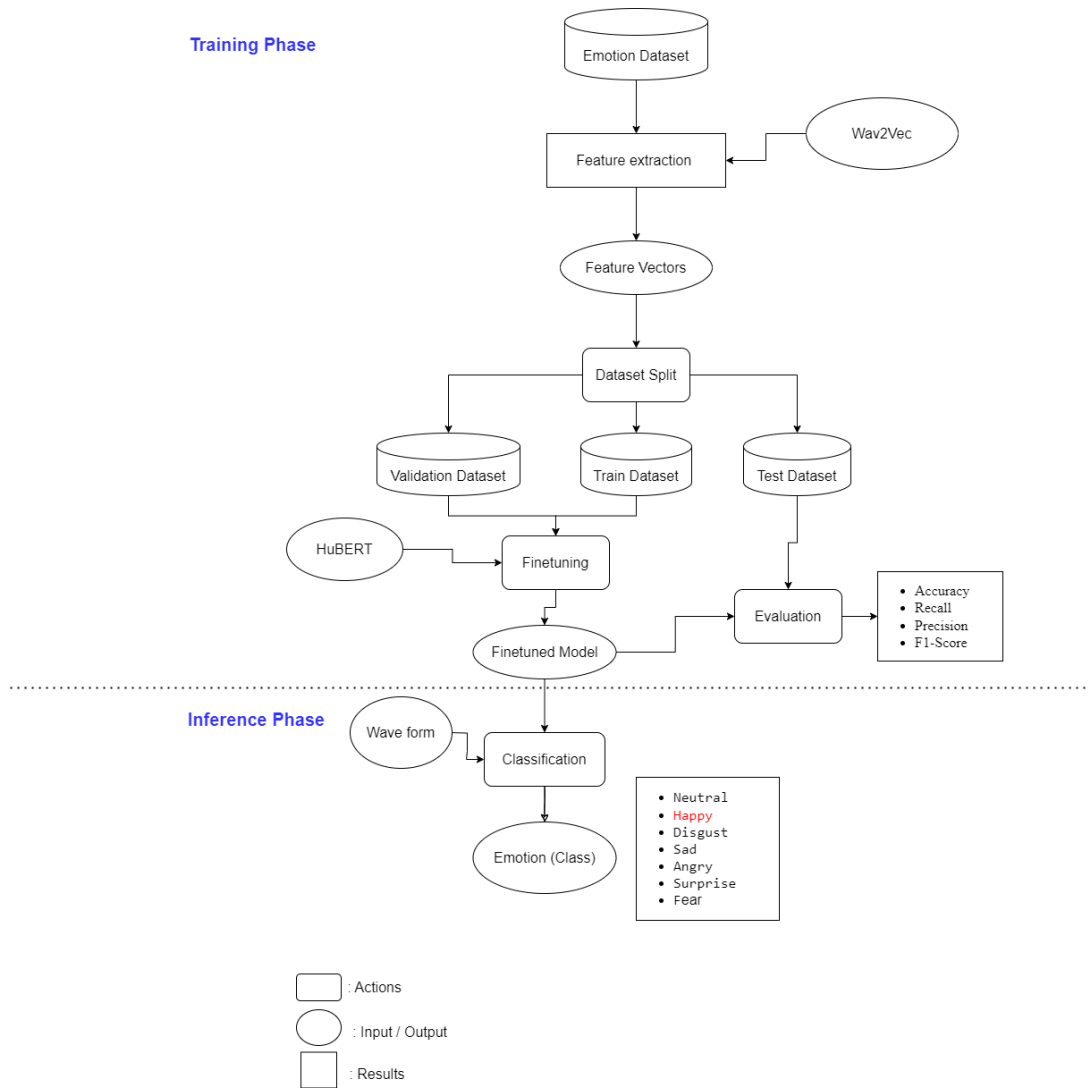 Training Phase
Emotion Dataset
Wav2Vec
Feature extraction
Feature Vectors
Dataset Split
Validation Dataset
Train Dataset
Test Dataset
HuBERT
Finetuning
Evaluation
Accuracy
Recall
Precision
F1-Score
Finetuned Model
Inference Phase
Wave form
Classification
Emotion (Class)
Neutral
Happy
Disgust
Sad
Angry
Surprise
Fear
: Actions
: Input / Output
: Results